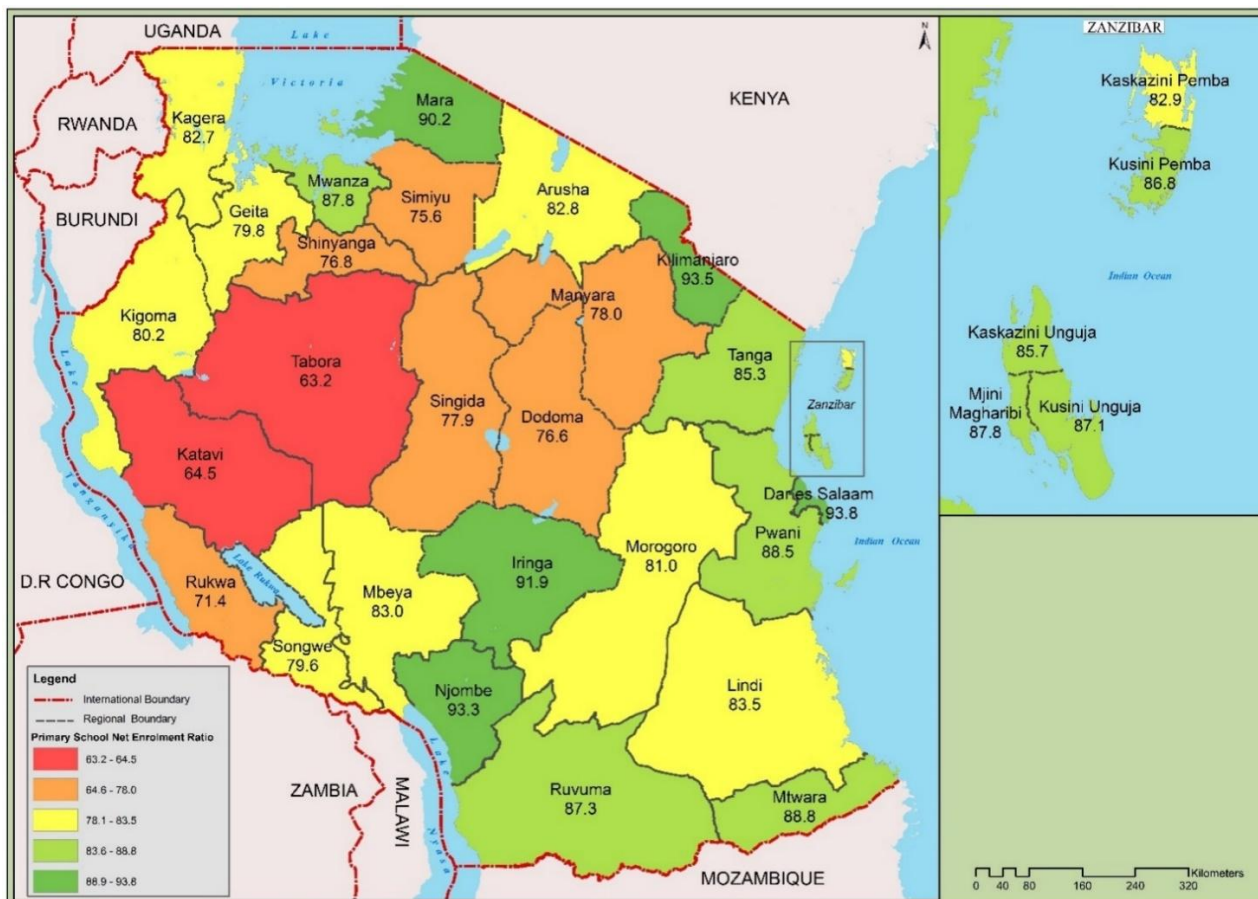 UGANDA
Lake
Victoria
RWANDA
BURUNDI
KENYA
N
Kagera
82.7
Mara
90.2
Mwanza
87.8
Simiyu
75.6
Arusha
82.8
Geita
79.8
Shinyanga
76.8
Kilimanjaro
93.5
Kigoma
80.2
Manyara
78.0
Tabora
63.2
Tanga
85.3
Singida
77.9
Dodoma
76.6
Zanzibar
Katavi
64.5
Lake
Tanganyika
Dar es Salaam
93.8
Pwani
88.5
Indian Ocean
Morogoro
81.0
Iringa
91.9
D.R CONGO
Rukwa
71.4
Lake Rukwa
Mbeya
83.0
Songwe
79.6
Njombe
93.3
Lindi
83.5
Ruvuma
87.3
Mtwara
88.8
ZAMBIA
MALAWI
Lake
Nyasa
MOZAMBIQUE
Legend
International Boundary
Regional Boundary
Primary School Net Enrolment Ratio
63.2 - 64.5
64.6 - 78.0
78.1 - 83.5
83.6 - 88.8
88.9 - 93.8
ZANZIBAR
Kaskazini Pemba
82.9
Kusini Pemba
86.8
Indian Ocean
Kaskazini Unguja
85.7
Mjini
Magharibi
87.8
Kusini Unguja
87.1
Kilometers
0 40 80 160 240 320